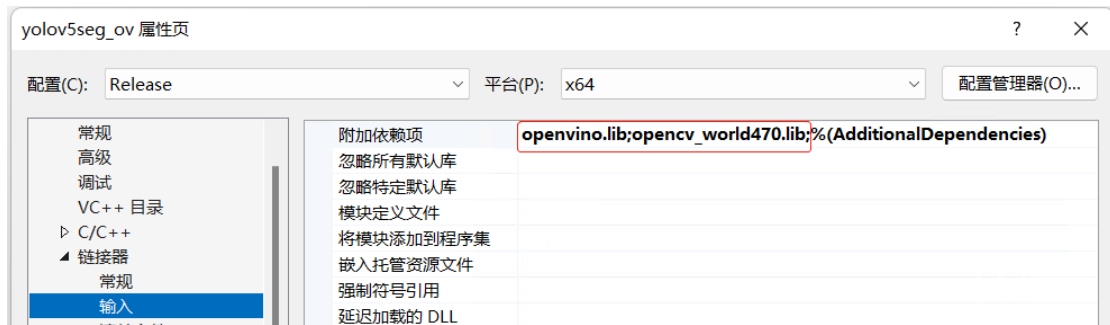 yolov5seg_ov 属性页 ? ×
配置(C): Release 平台(P): x64 配置管理器(O)...
常规 附加依赖项 openvino.lib;opencv_world470.lib;%(AdditionalDependencies)
高级 忽略所有默认库
调试 忽略特定默认库
VC++ 目录 模块定义文件
C/C++ 将模块添加到程序集
链接器 嵌入托管资源文件
常规 强制符号引用
输入 延迟加载的 DLL